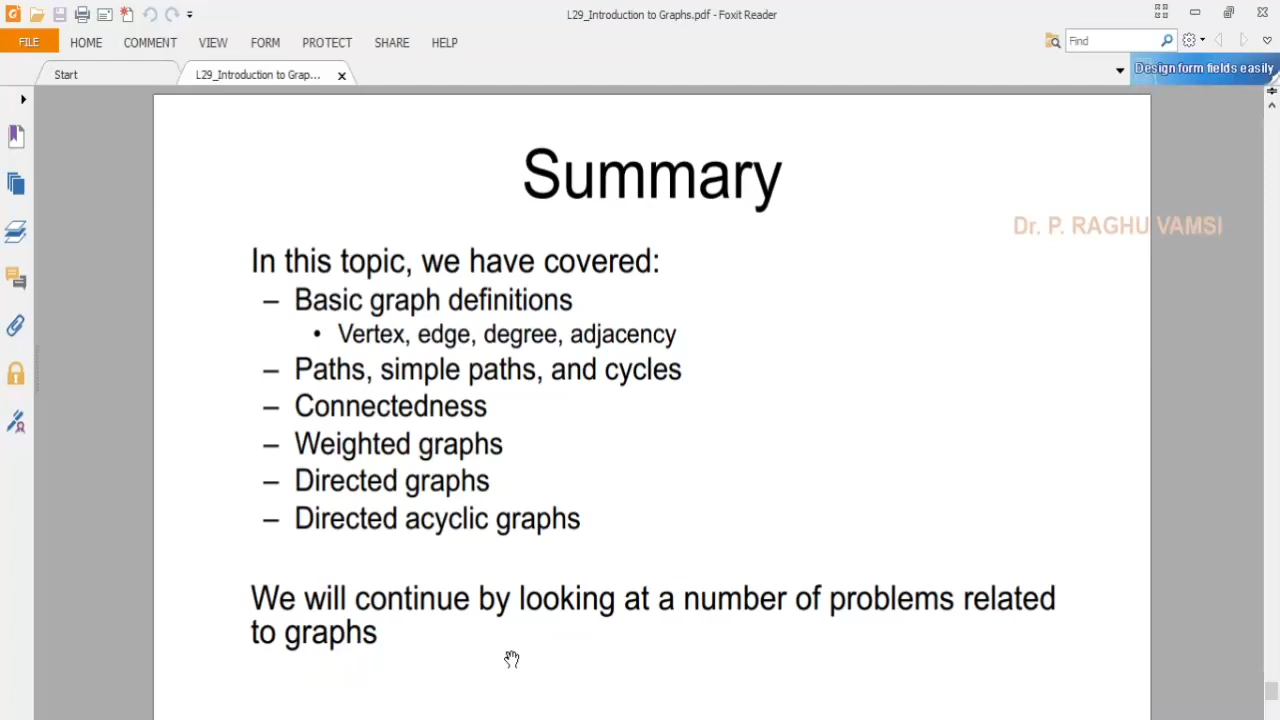 L29_Introduction to Graphs.pdf - Foxit Reader
FILE HOME COMMENT VIEW FORM PROTECT SHARE HELP
Find
Start
L29_Introduction to Grap...
Design form fields easily
Summary
Dr. P. RAGHU VAMSI
In this topic, we have covered:
– Basic graph definitions
• Vertex, edge, degree, adjacency
– Paths, simple paths, and cycles
– Connectedness
– Weighted graphs
– Directed graphs
– Directed acyclic graphs
We will continue by looking at a number of problems related
to graphs